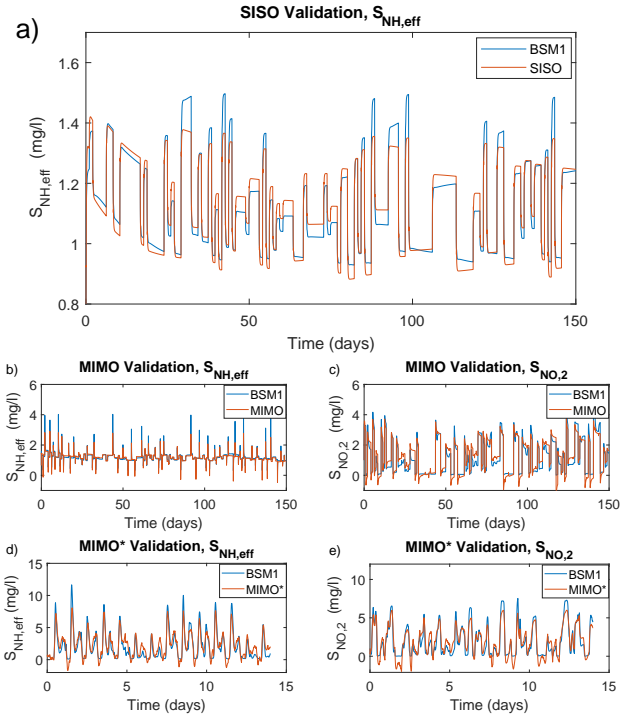 a)
SISO Validation, S_NH,eff
BSM1
SISO
S_NH,eff (mg/l)
1.6
1.4
1.2
1
0.8
0 50 100 150
Time (days)
b)
MIMO Validation, S_NH,eff
BSM1
MIMO
S_NH,eff (mg/l)
6
4
2
0
0 50 100 150
Time (days)
c)
MIMO Validation, S_NO,2
BSM1
MIMO
S_NO,2 (mg/l)
6
4
2
0
0 50 100 150
Time (days)
d)
MIMO* Validation, S_NH,eff
BSM1
MIMO*
S_NH,eff (mg/l)
15
10
5
0
0 5 10 15
Time (days)
e)
MIMO* Validation, S_NO,2
BSM1
MIMO*
S_NO,2 (mg/l)
10
5
0
0 5 10 15
Time (days)